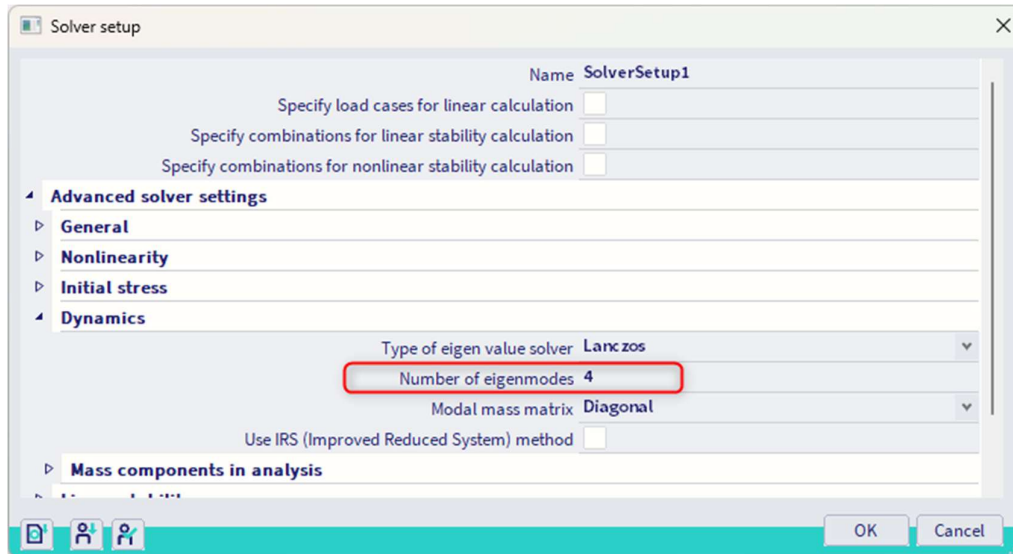 Solver setup
Name SolverSetup1
Specify load cases for linear calculation
Specify combinations for linear stability calculation
Specify combinations for nonlinear stability calculation
Advanced solver settings
General
Nonlinearity
Initial stress
Dynamics
Type of eigen value solver Lanczos
Number of eigenmodes 4
Modal mass matrix Diagonal
Use IRS (Improved Reduced System) method
Mass components in analysis
OK Cancel